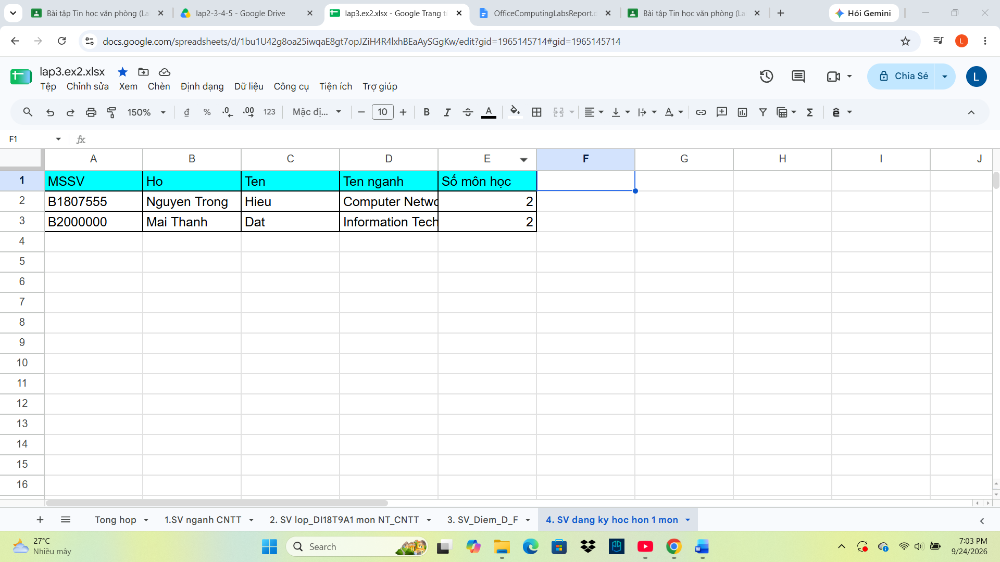 Bài tập Tin học văn phòng (La
lap2-3-4-5 - Google Drive
lap3.ex2.xlsx - Google Trang tí
OfficeComputingLabsReport.d
Bài tập Tin học văn phòng (La
Hỏi Gemini
docs.google.com/spreadsheets/d/1bu1U42g8oa25iwqaE8gt7opJZiH4R4lxhBEaAySGgKw/edit?gid=1965145714#gid=1965145714
L
lap3.ex2.xlsx
Tệp Chỉnh sửa Xem Chèn Định dạng Dữ liệu Công cụ Tiện ích Trợ giúp
Chia Sẻ
L
150% đ % .0 .00 123 Mặc đị... 10 B I S A
F1 fx
A B C D E F G H I J
1 MSSV Ho Ten Ten nganh Số môn học
2 B1807555 Nguyen Trong Hieu Computer Netwo 2
3 B2000000 Mai Thanh Dat Information Tech 2
4
5
6
7
8
9
10
11
12
13
14
15
16
Tong hop 1.SV nganh CNTT 2. SV lop_DI18T9A1 mon NT_CNTT 3. SV_Diem_D_F 4. SV dang ky hoc hon 1 mon
27°C
Nhiều mây
Search
7:03 PM
9/24/2026